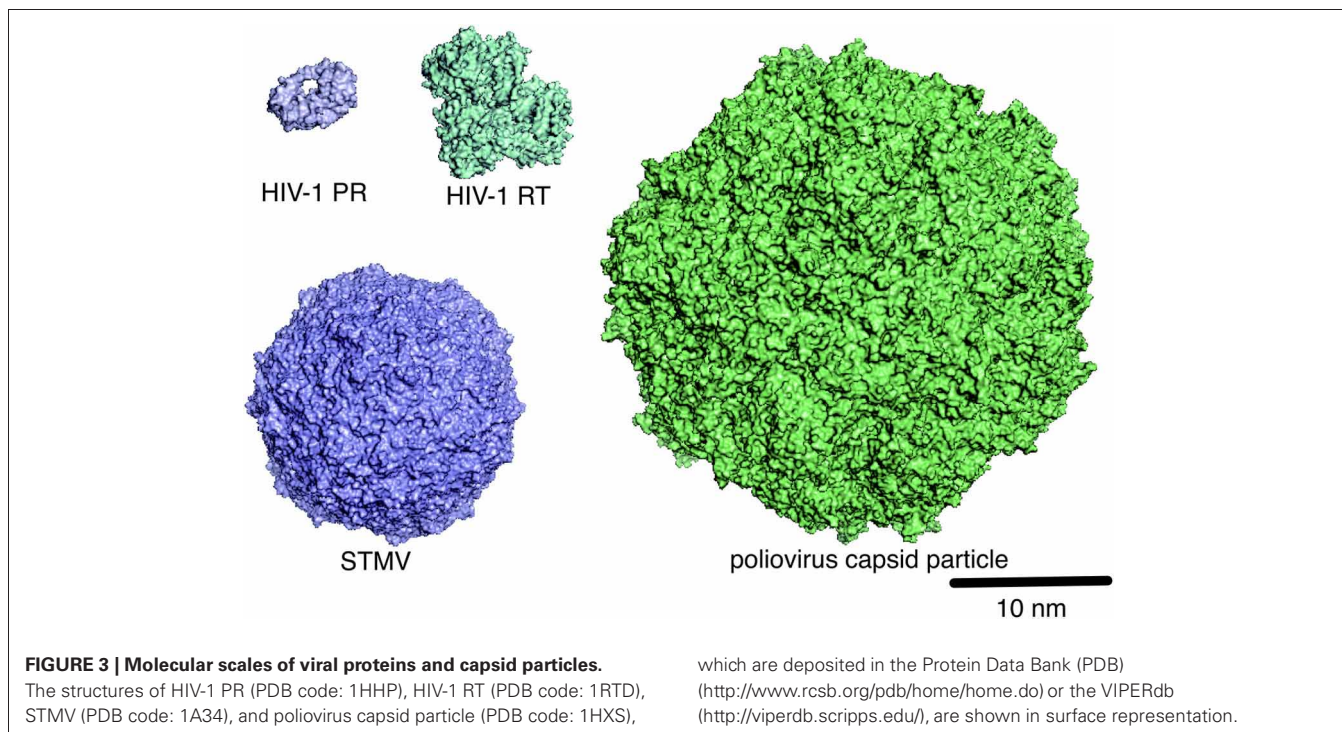 HIV-1 PR
HIV-1 RT
STMV
poliovirus capsid particle
10 nm
FIGURE 3 | Molecular scales of viral proteins and capsid particles.
The structures of HIV-1 PR (PDB code: 1HHP), HIV-1 RT (PDB code: 1RTD),
STMV (PDB code: 1A34), and poliovirus capsid particle (PDB code: 1HXS),
which are deposited in the Protein Data Bank (PDB)
(http://www.rcsb.org/pdb/home/home.do) or the VIPERdb
(http://viperdb.scripps.edu/), are shown in surface representation.